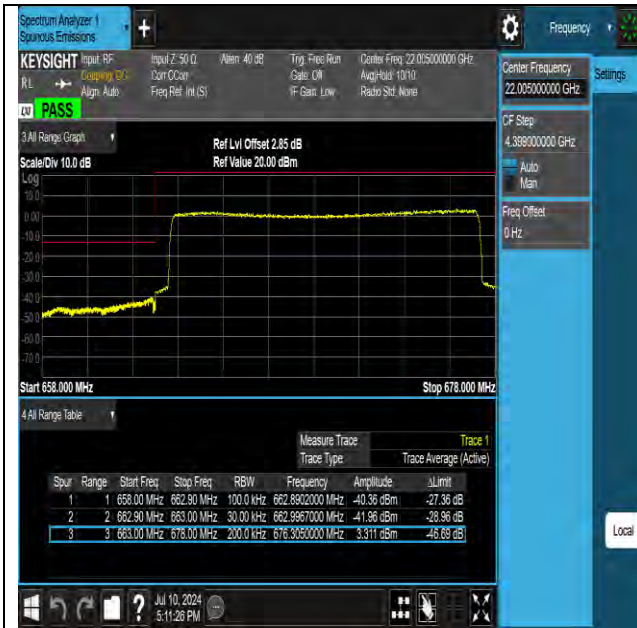 Spectrum Analyzer 1
Spurious Emissions
+
Frequency
KEYSIGHT
RL
Input: RF
Coupling: DC
Align: Auto
Input Z: 50 Ω
Corr CCorr
Freq Ref: Int (S)
Atten: 40 dB
Trig: Free Run
Gate: Off
IF Gain: Low
Center Freq: 22.005000000 GHz
Avg|Hold: 10/10
Radio Std: None
LXI
PASS
3 All Range Graph
Scale/Div 10.0 dB
Ref Lvl Offset 2.85 dB
Ref Value 20.00 dBm
Log
10.0
0.00
-10.0
-20.0
-30.0
-40.0
-50.0
-60.0
-70.0
Start 658.000 MHz
Stop 678.000 MHz
4 All Range Table
Measure Trace Trace 1
Trace Type Trace Average (Active)
Spur Range Start Freq Stop Freq RBW Frequency Amplitude ΔLimit
1 1 658.00 MHz 662.90 MHz 100.0 kHz 662.8902000 MHz -40.36 dBm -27.36 dB
2 2 662.90 MHz 663.00 MHz 30.00 kHz 662.9967000 MHz -41.96 dBm -28.96 dB
3 3 663.00 MHz 678.00 MHz 200.0 kHz 676.3050000 MHz 3.311 dBm -46.69 dB
Center Frequency
22.005000000 GHz
CF Step
4.399000000 GHz
Auto
Man
Freq Offset
0 Hz
Settings
Local
?
Jul 10, 2024
5:11:26 PM